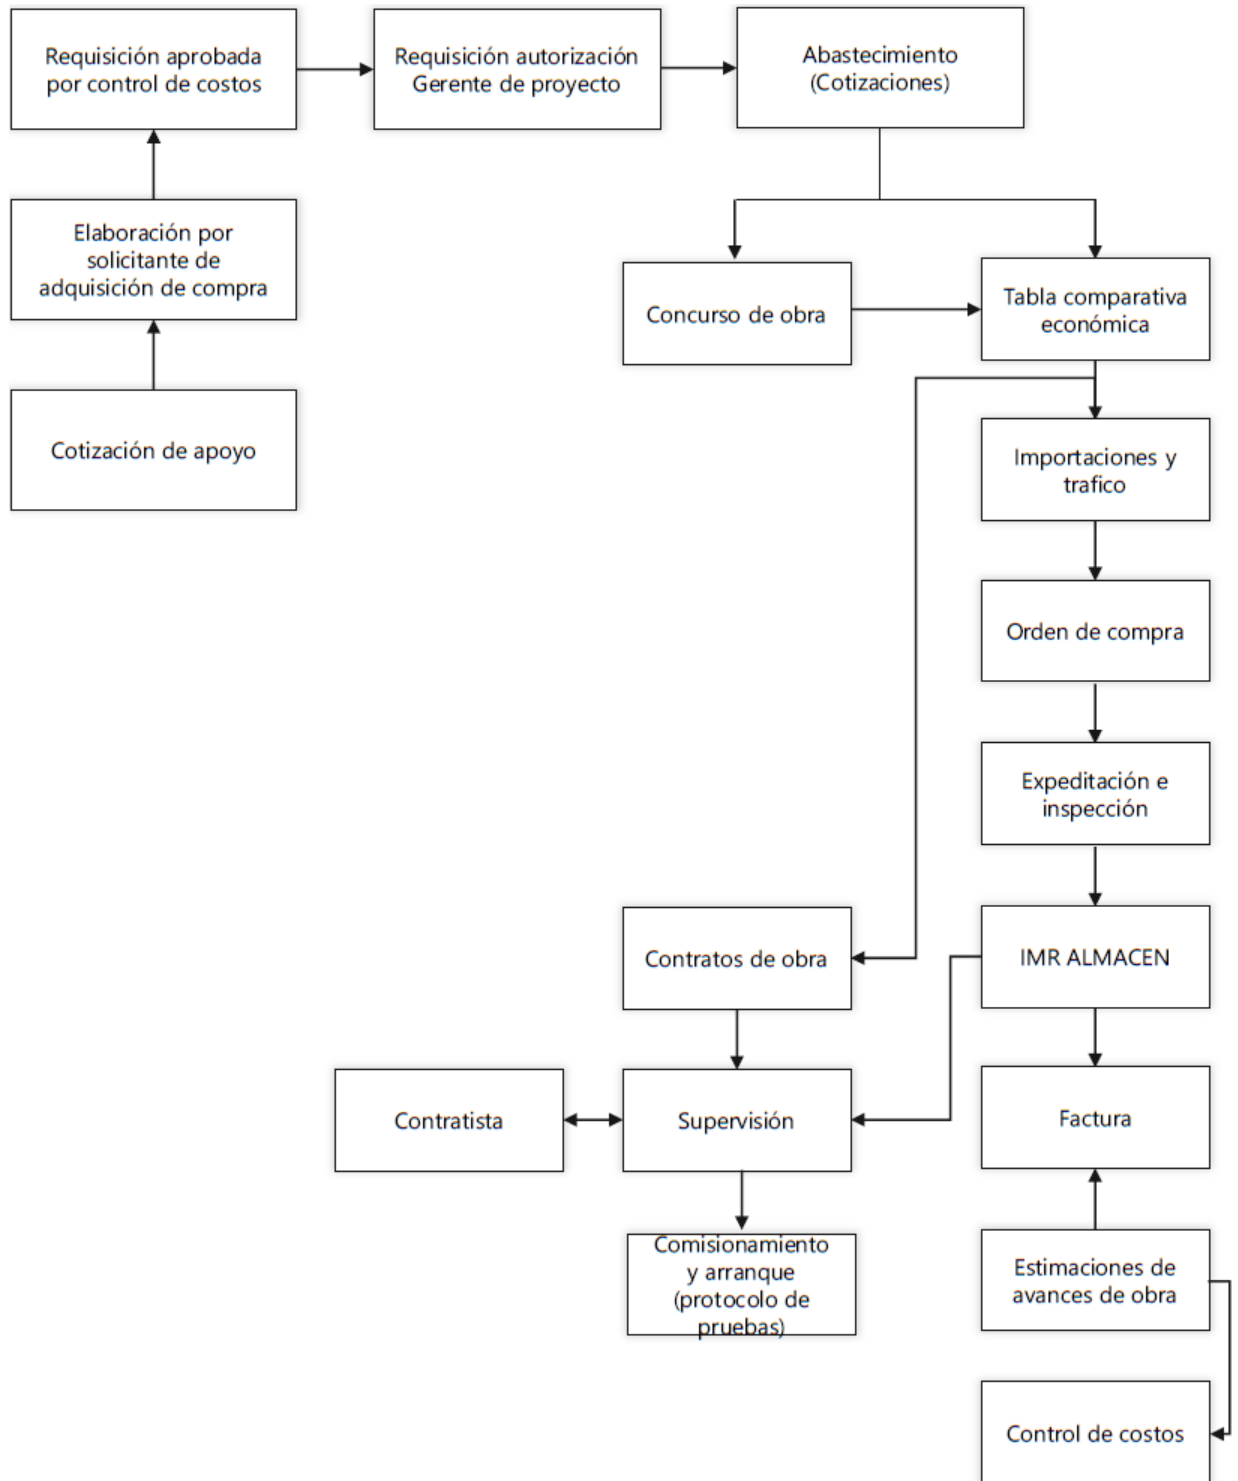 Requisición aprobada
por control de costos
Requisición autorización
Gerente de proyecto
Abastecimiento
(Cotizaciones)
Elaboración por
solicitante de
adquisición de compra
Concurso de obra
Tabla comparativa
económica
Cotización de apoyo
Importaciones y
trafico
Orden de compra
Expeditación e
inspección
Contratos de obra
IMR ALMACEN
Contratista
Supervisión
Factura
Comisionamiento
y arranque
(protocolo de
pruebas)
Estimaciones de
avances de obra
Control de costos